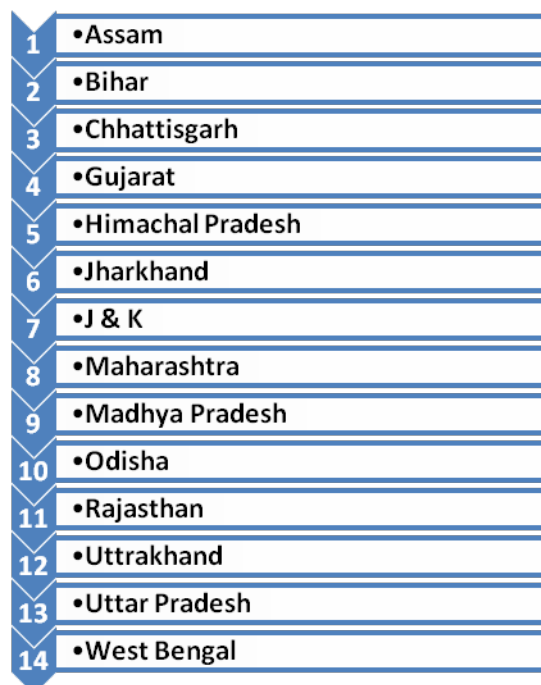 1 •Assam
2 •Bihar
3 •Chhattisgarh
4 •Gujarat
5 •Himachal Pradesh
6 •Jharkhand
7 •J & K
8 •Maharashtra
9 •Madhya Pradesh
10 •Odisha
11 •Rajasthan
12 •Uttrakhand
13 •Uttar Pradesh
14 •West Bengal